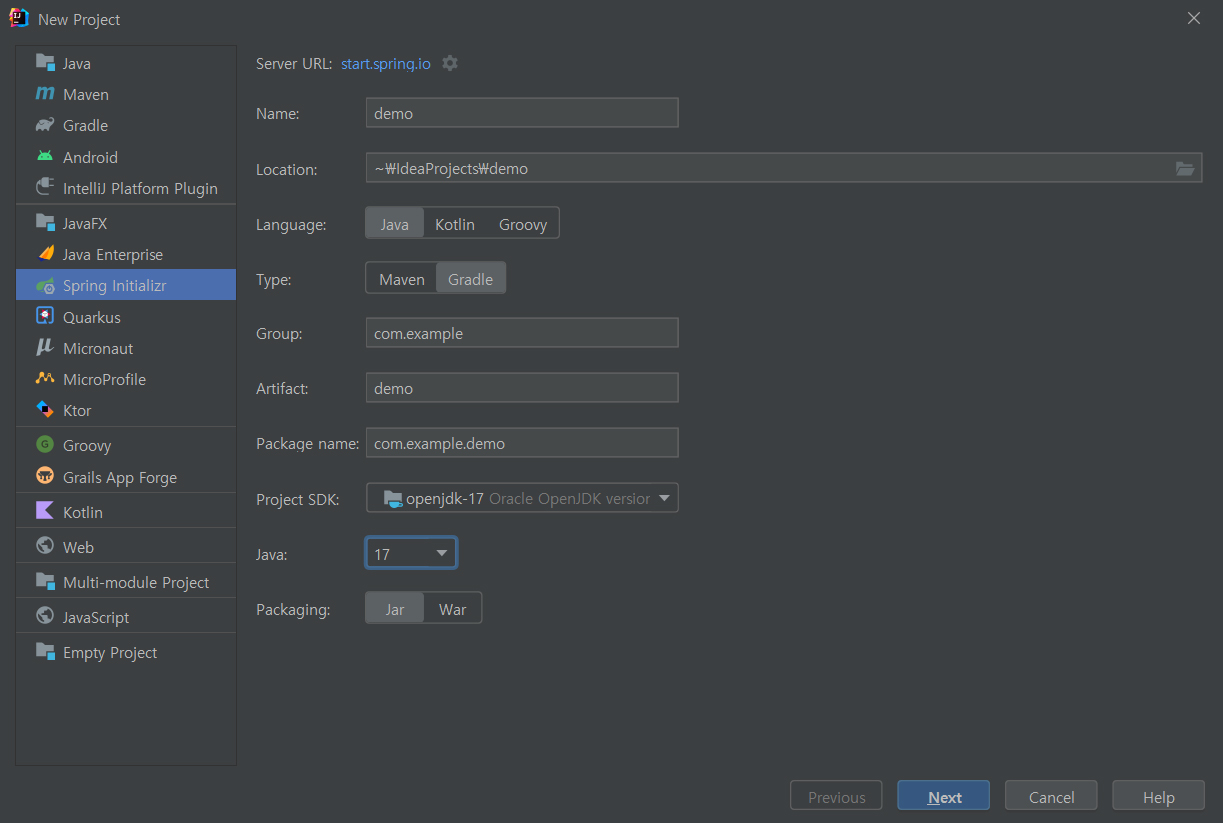 New Project
Java
Maven
Gradle
Android
IntelliJ Platform Plugin
JavaFX
Java Enterprise
Spring Initializr
Quarkus
Micronaut
MicroProfile
Ktor
Groovy
Grails App Forge
Kotlin
Web
Multi-module Project
JavaScript
Empty Project
Server URL: start.spring.io
Name: demo
Location: ~₩IdeaProjects₩demo
Language: Java Kotlin Groovy
Type: Maven Gradle
Group: com.example
Artifact: demo
Package name: com.example.demo
Project SDK: openjdk-17 Oracle OpenJDK version
Java: 17
Packaging: Jar War
Previous Next Cancel Help